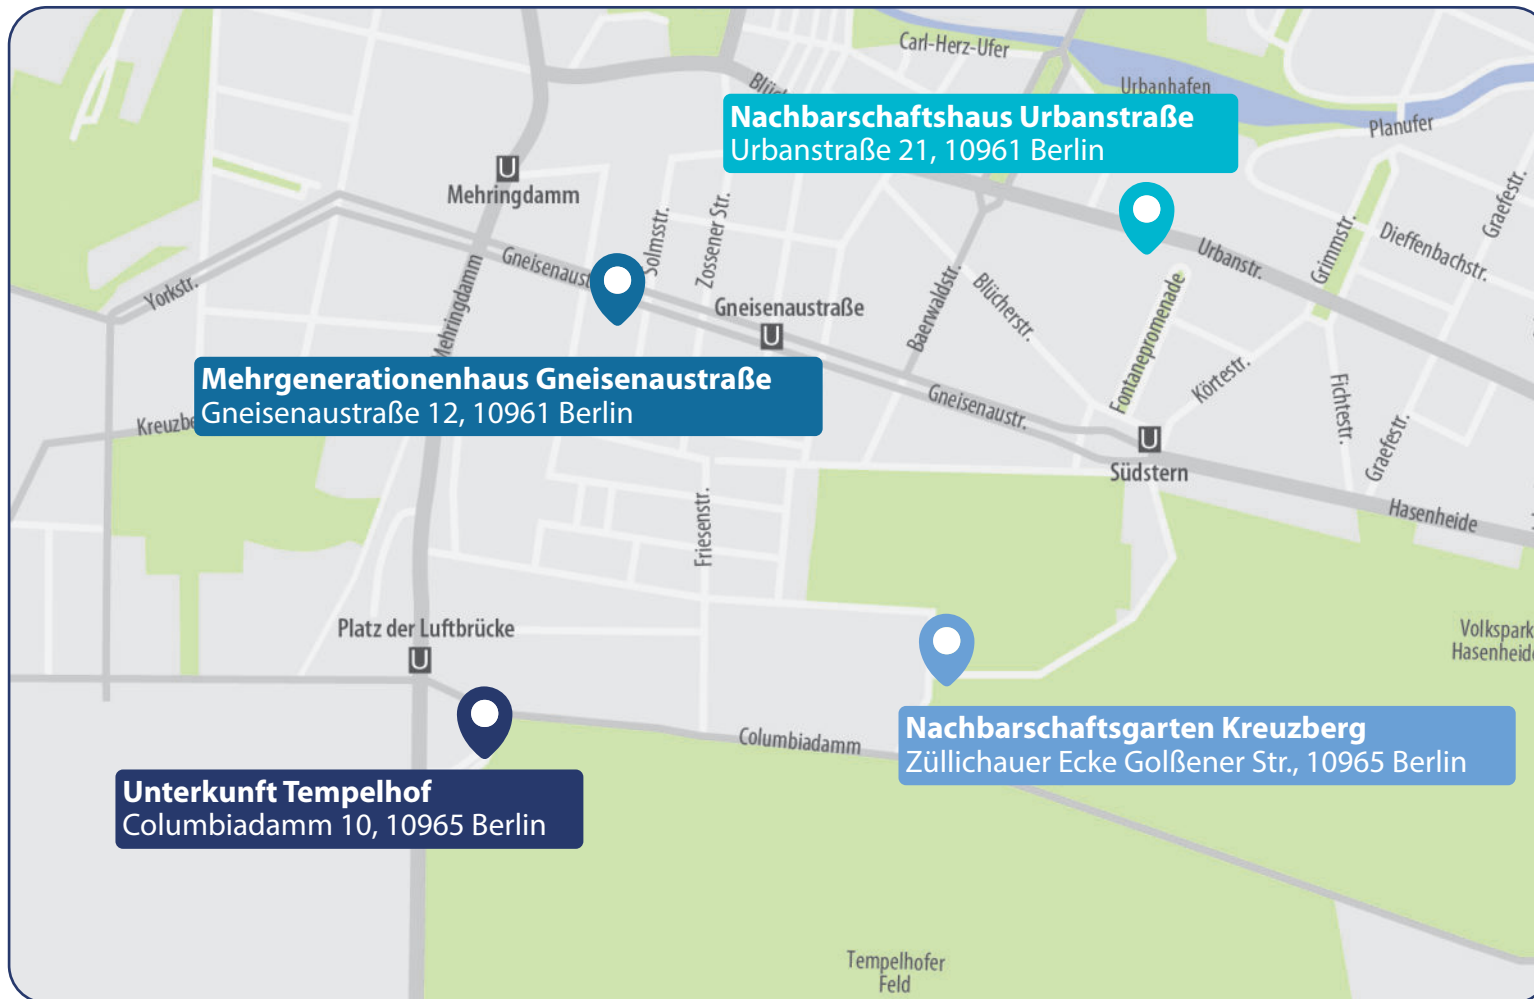 Carl-Herz-Ufer
Urbanhafen
Planufer
Nachbarschaftshaus Urbanstraße
Urbanstraße 21, 10961 Berlin
Mehringdamm
Solmsstr.
Zossener Str.
Graefestr.
Grimmstr.
Dieffenbachstr.
Urbanstr.
Yorkstr.
Mehringdamm
Gneisenaustraße
Baerwaldstr.
Blücherstr.
Fontanepromenade
Körtestr.
Fichtestr.
Graefestr.
Mehrgenerationenhaus Gneisenaustraße
Gneisenaustraße 12, 10961 Berlin
Gneisenaustr.
Südstern
Hasenheide
Friesenstr.
Platz der Luftbrücke
Volkspark
Columbiadamm
Nachbarschaftsgarten Kreuzberg
Züllichauer Ecke Golßener Str., 10965 Berlin
Unterkunft Tempelhof
Columbiadamm 10, 10965 Berlin
Tempelhofer
Feld
U
U
U
U